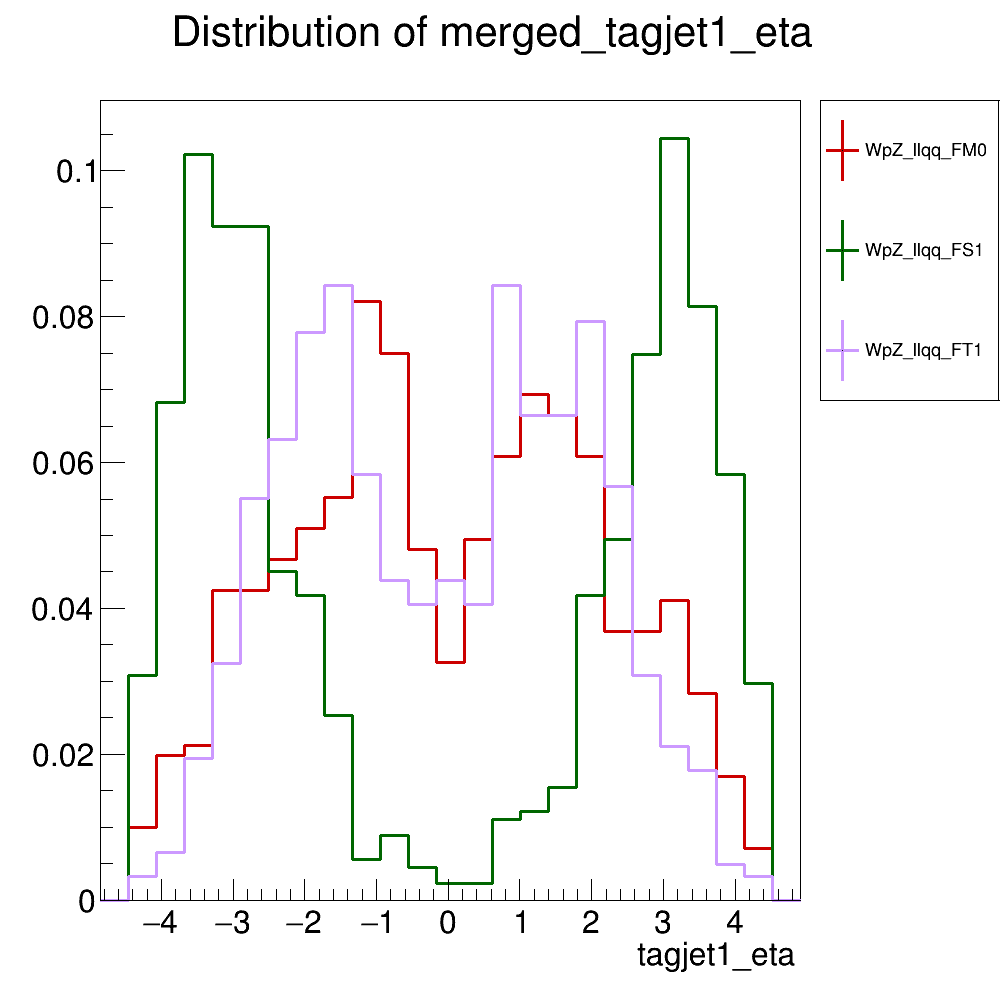 Distribution of merged_tagjet1_eta
WpZ_llqq_FM0
WpZ_llqq_FS1
WpZ_llqq_FT1
0.1
0.08
0.06
0.04
0.02
0
−4 −3 −2 −1 0 1 2 3 4
tagjet1_eta